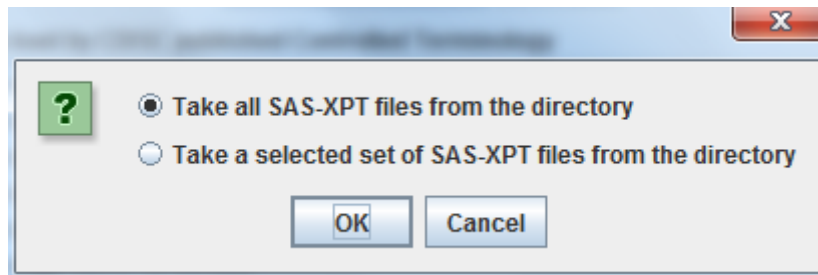 Take all SAS-XPT files from the directory
Take a selected set of SAS-XPT files from the directory
OK
Cancel